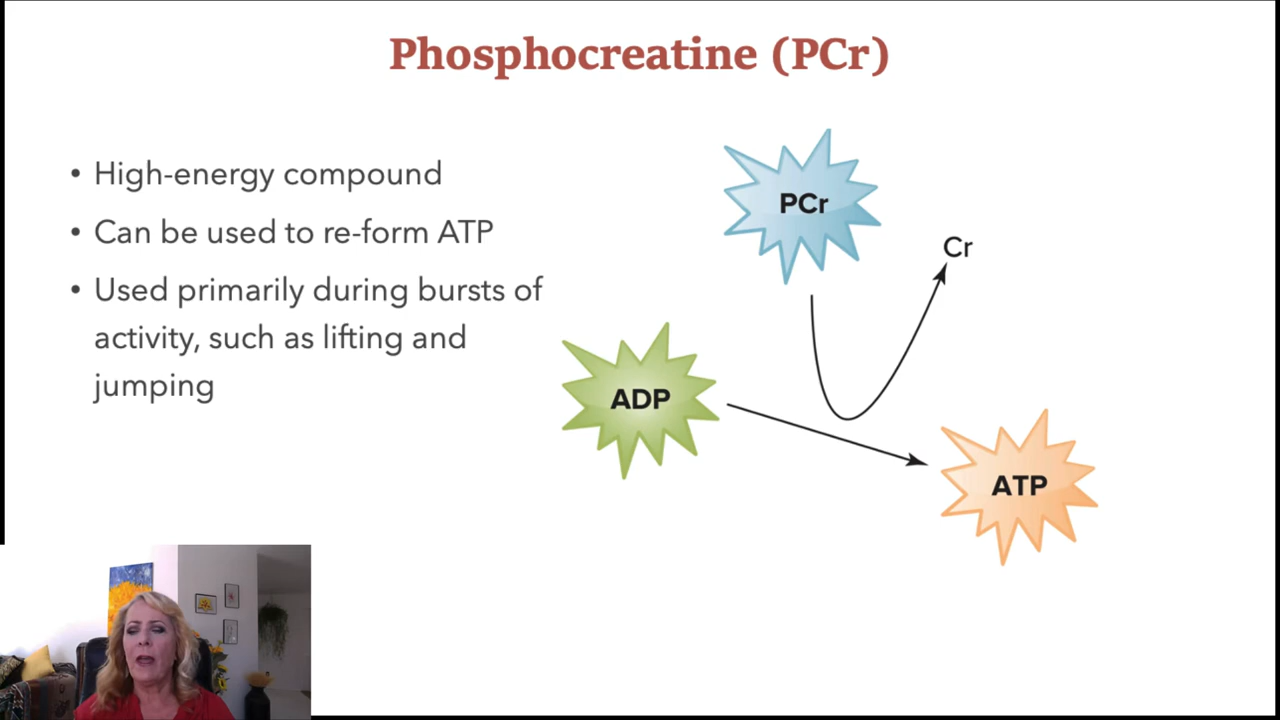 Phosphocreatine (PCr)
• High-energy compound
• Can be used to re-form ATP
• Used primarily during bursts of
activity, such as lifting and
jumping
PCr
Cr
ADP
ATP